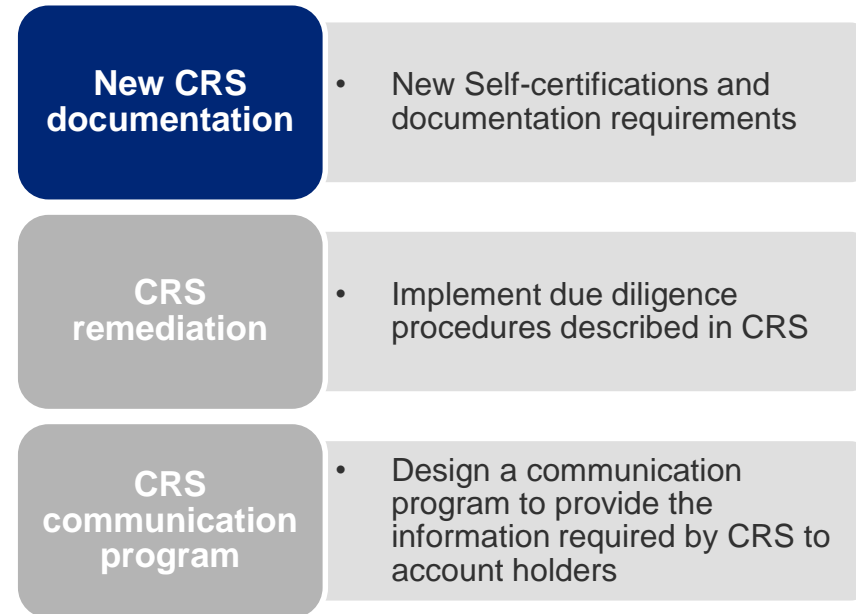 New CRS
documentation
• New Self-certifications and
documentation requirements
CRS
remediation
• Implement due diligence
procedures described in CRS
CRS
communication
program
• Design a communication
program to provide the
information required by CRS to
account holders